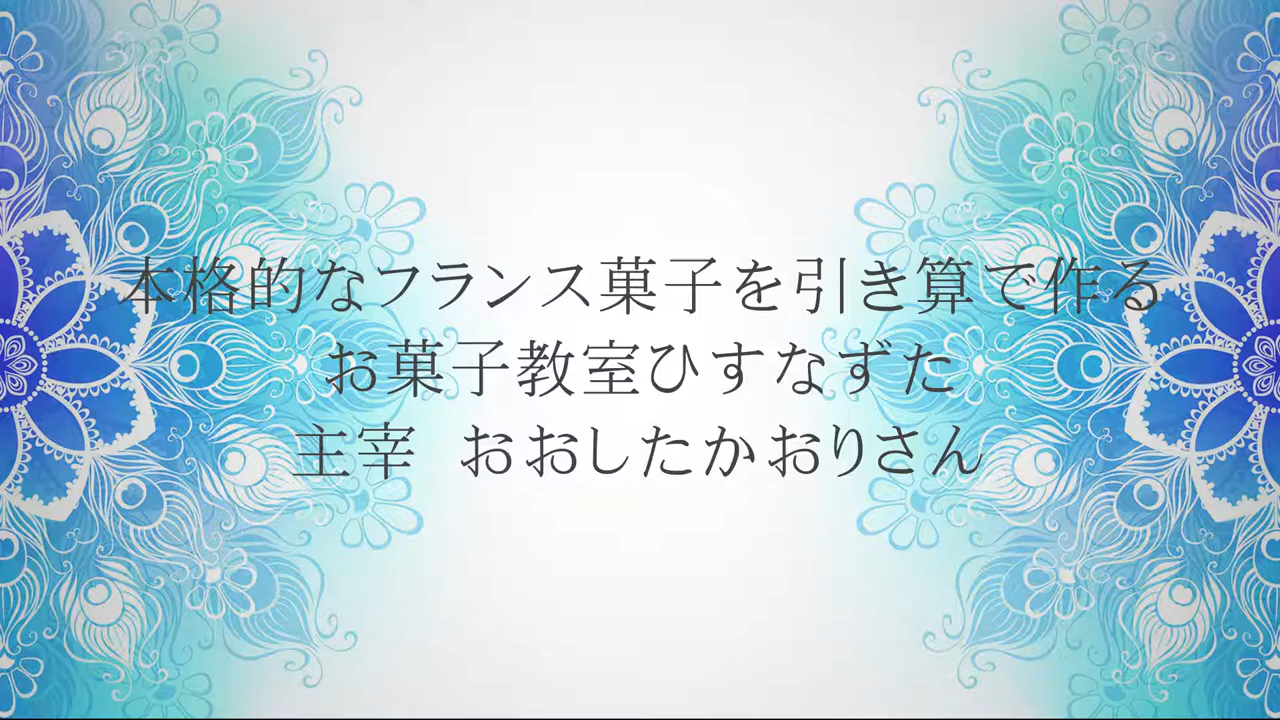 本格的なフランス菓子を引き算で作る
お菓子教室ひすなずた
主宰　おおしたかおりさん